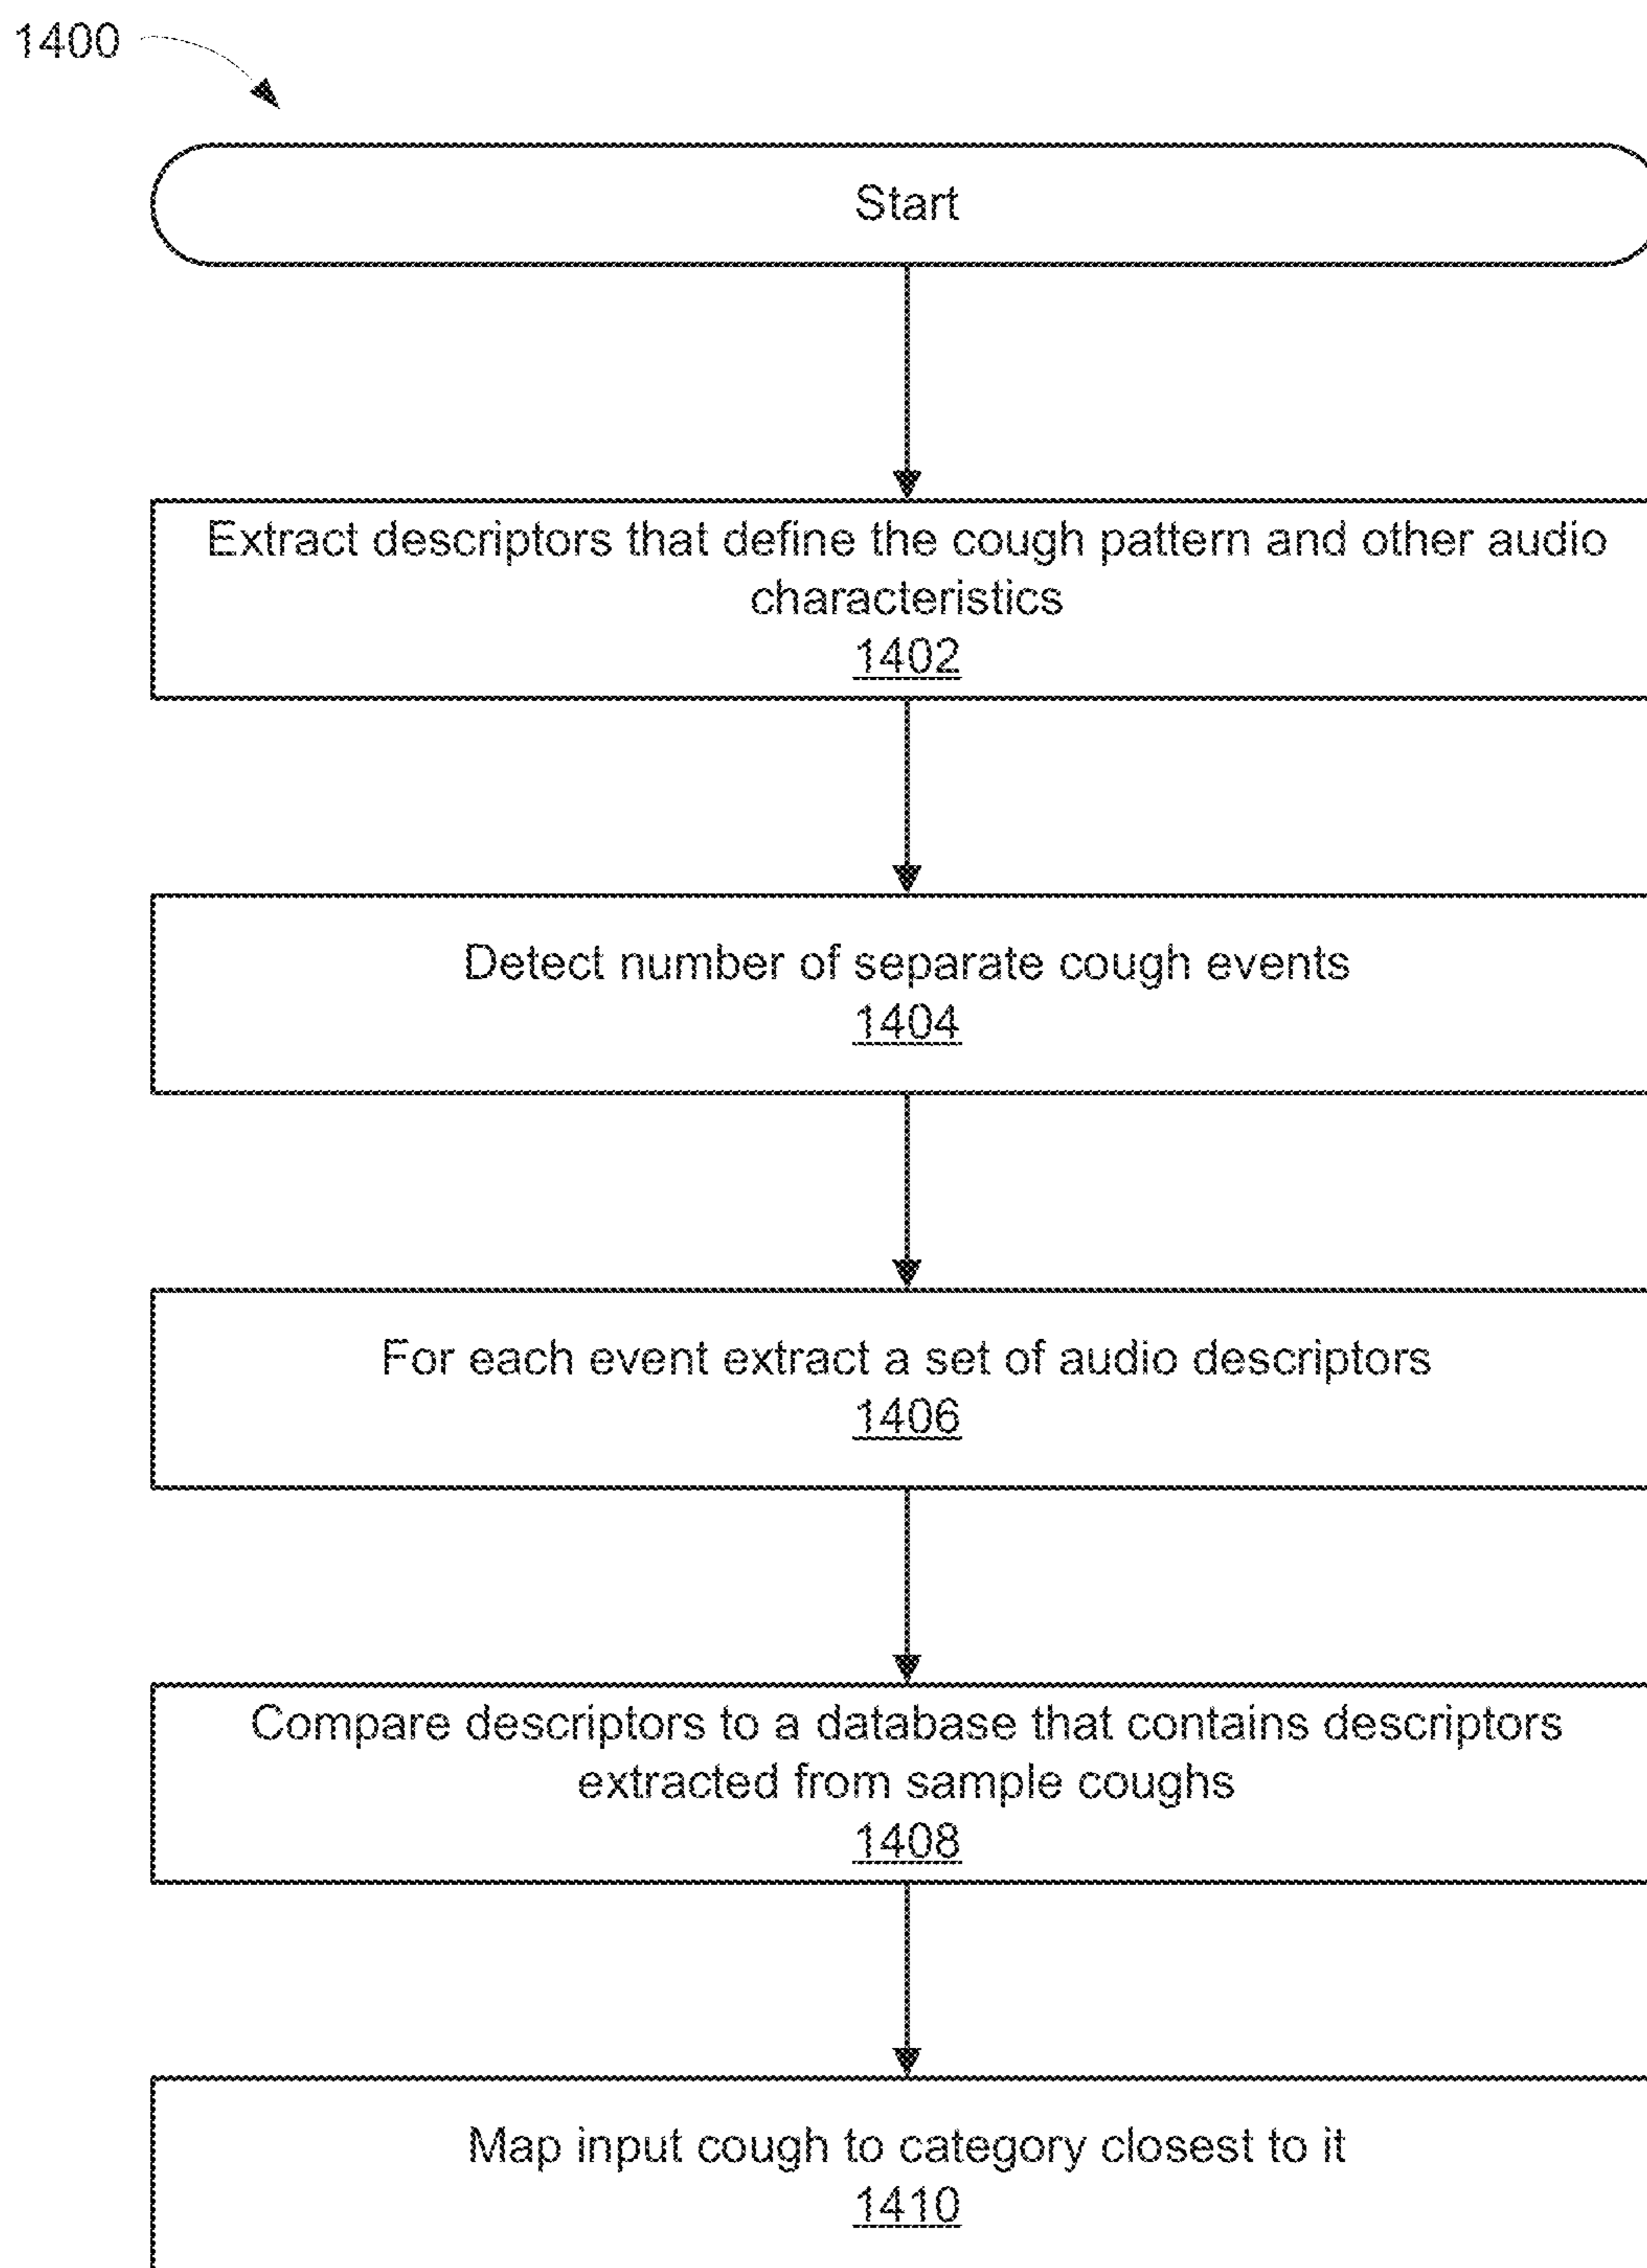 1400
Start
Extract descriptors that define the cough pattern and other audio
characteristics
1402
Detect number of separate cough events
1404
For each event extract a set of audio descriptors
1406
Compare descriptors to a database that contains descriptors
extracted from sample coughs
1408
Map input cough to category closest to it
1410